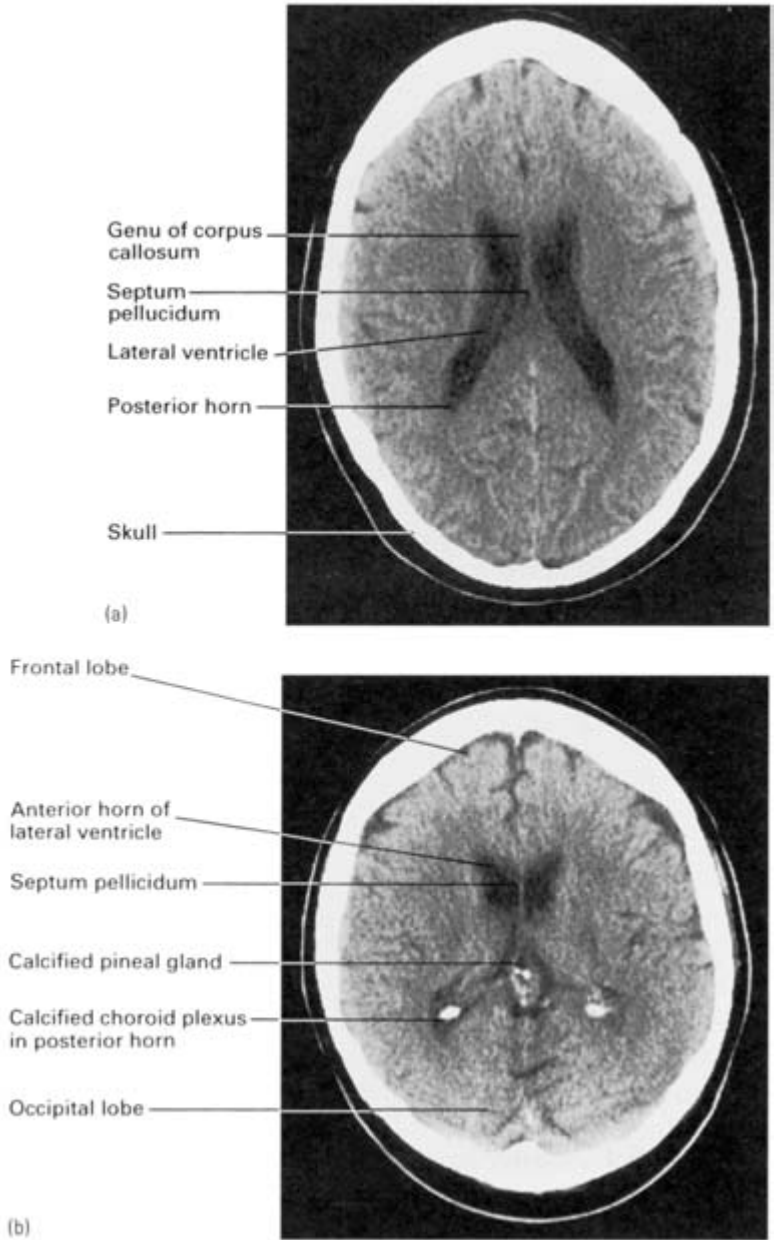 Genu of corpus
callosum
Septum
pellucidum
Lateral ventricle
Posterior horn
Skull
(a)
Frontal lobe
Anterior horn of
lateral ventricle
Septum pellicidum
Calcified pineal gland
Calcified choroid plexus
in posterior horn
Occipital lobe
(b)